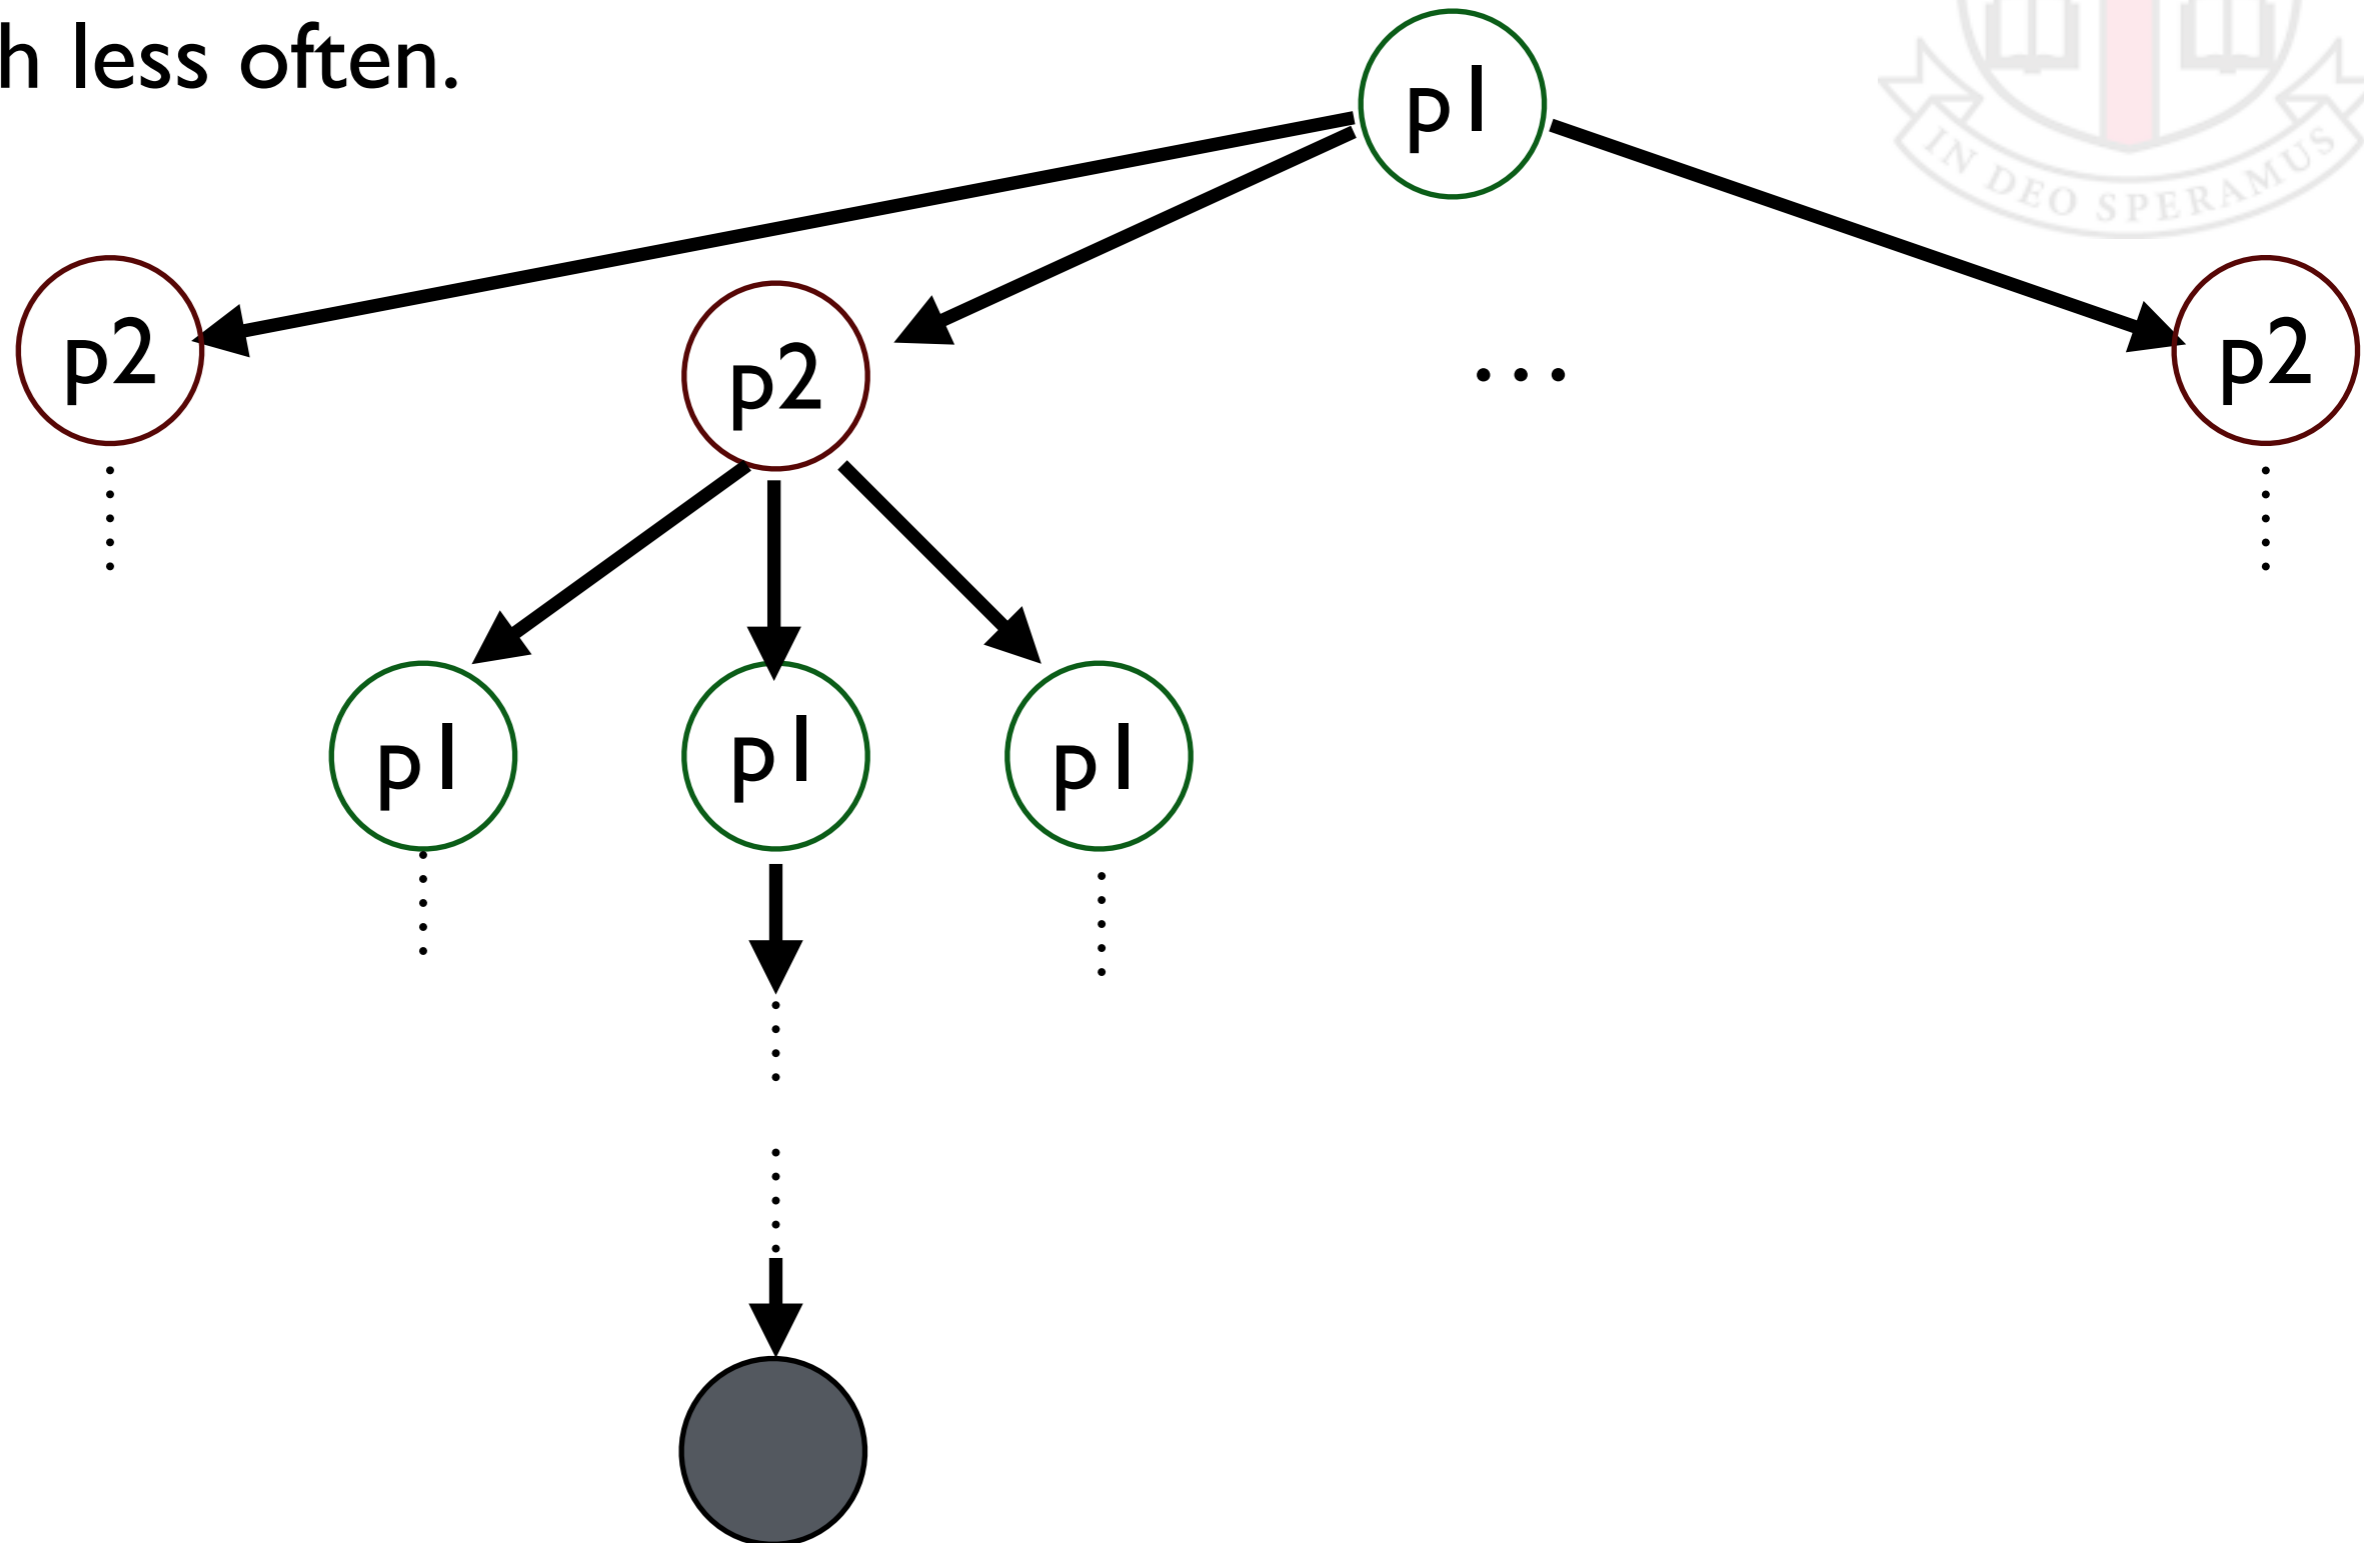 h less often.
p1
IN DEO SPERAMUS
p2
p2
...
p2
p1
p1
p1